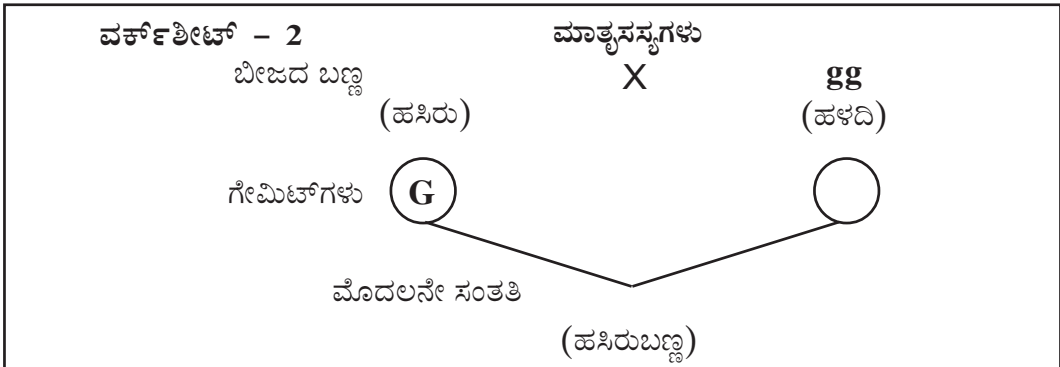 ವರ್ಕ್‌ಶೀಟ್ – 2 ಮಾತೃಸಸ್ಯಗಳು
ಬೀಜದ ಬಣ್ಣ X gg
(ಹಸಿರು) (ಹಳದಿ)
ಗೇಮಿಟ್‌ಗಳು G
ಮೊದಲನೇ ಸಂತತಿ
(ಹಸಿರುಬಣ್ಣ)